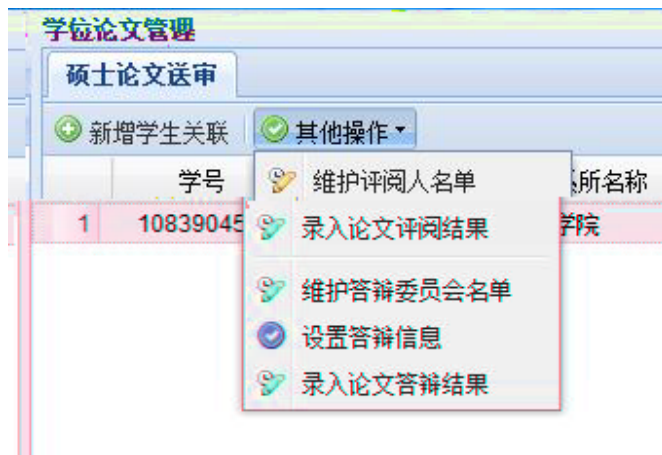 学位论文管理
硕士论文送审
新增学生关联 其他操作
学号 所名称
1 10839045 学院
维护评阅人名单
录入论文评阅结果
维护答辩委员会名单
设置答辩信息
录入论文答辩结果